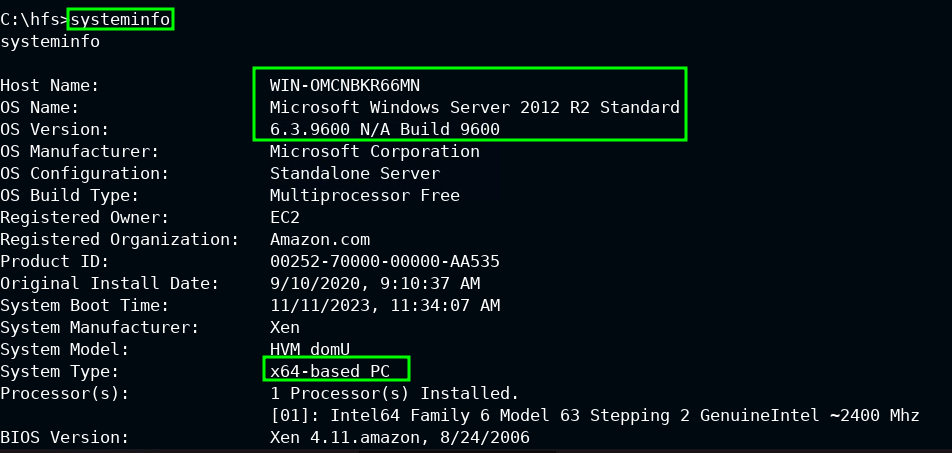 C:\hfs>systeminfo
systeminfo
Host Name: WIN-OMCNBKR66MN
OS Name: Microsoft Windows Server 2012 R2 Standard
OS Version: 6.3.9600 N/A Build 9600
OS Manufacturer: Microsoft Corporation
OS Configuration: Standalone Server
OS Build Type: Multiprocessor Free
Registered Owner: EC2
Registered Organization: Amazon.com
Product ID: 00252-70000-00000-AA535
Original Install Date: 9/10/2020, 9:10:37 AM
System Boot Time: 11/11/2023, 11:34:07 AM
System Manufacturer: Xen
System Model: HVM domU
System Type: x64-based PC
Processor(s): 1 Processor(s) Installed.
[01]: Intel64 Family 6 Model 63 Stepping 2 GenuineIntel ~2400 Mhz
BIOS Version: Xen 4.11.amazon, 8/24/2006